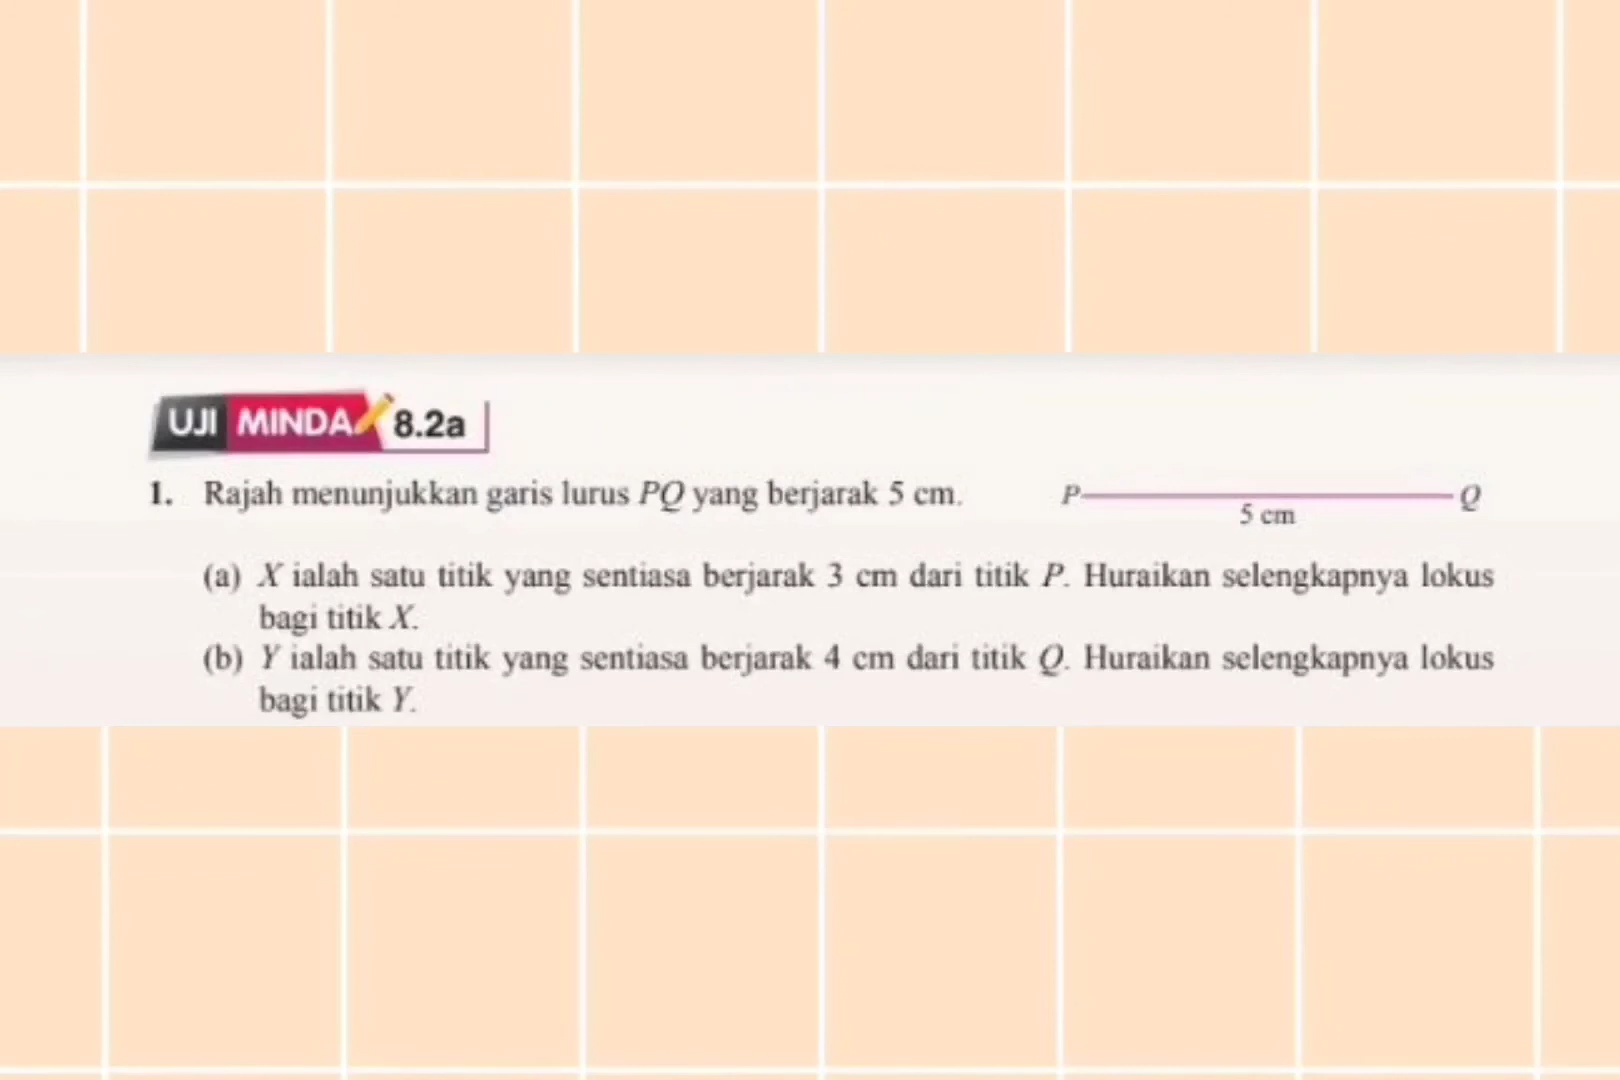 UJI MINDA 8.2a
1. Rajah menunjukkan garis lurus PQ yang berjarak 5 cm.
P Q
5 cm
(a) X ialah satu titik yang sentiasa berjarak 3 cm dari titik P. Huraikan selengkapnya lokus
bagi titik X.
(b) Y ialah satu titik yang sentiasa berjarak 4 cm dari titik Q. Huraikan selengkapnya lokus
bagi titik Y.